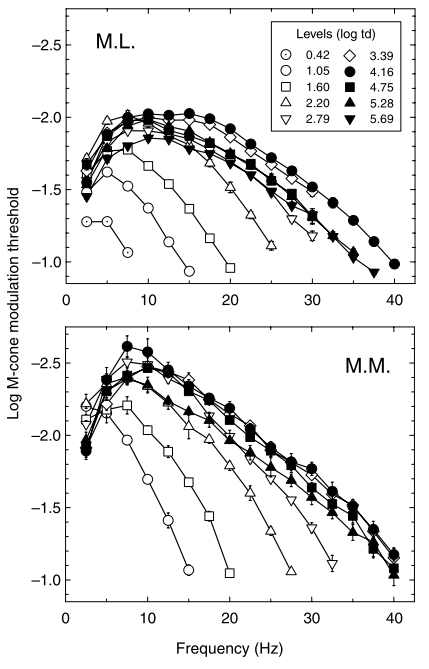 M.L.
Levels (log td)
0.42 3.39
1.05 4.16
1.60 4.75
2.20 5.28
2.79 5.69
−2.5
−2.0
−1.5
−1.0
0 10 20 30 40
Log M-cone modulation threshold
M.M.
−2.5
−2.0
−1.5
−1.0
0 10 20 30 40
Frequency (Hz)